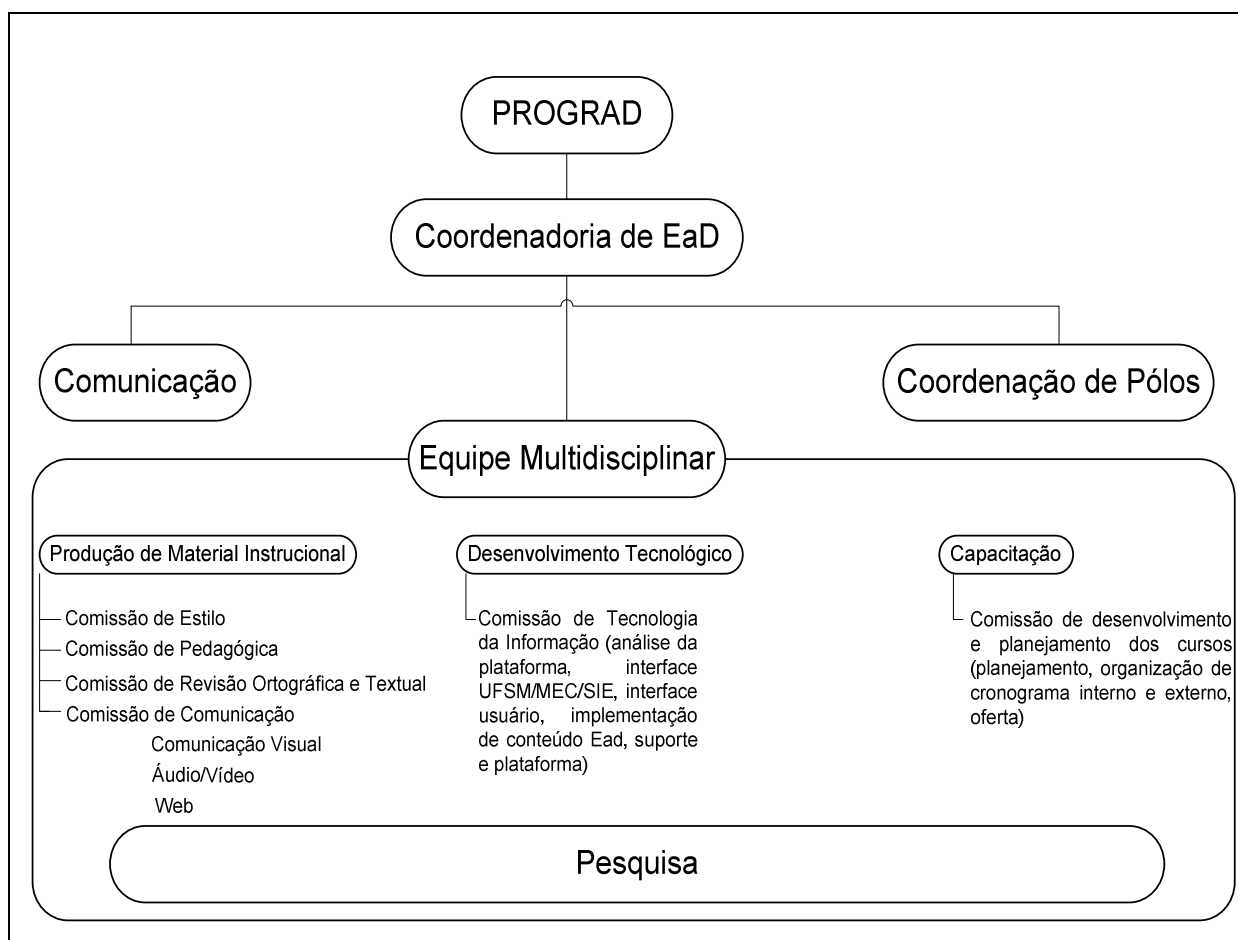 PROGRAD
Coordenadoria de EaD
Comunicação
Coordenação de Pólos
Equipe Multidisciplinar
Produção de Material Instrucional
Comissão de Estilo
Comissão de Pedagógica
Comissão de Revisão Ortográfica e Textual
Comissão de Comunicação
Comunicação Visual
Áudio/Vídeo
Web
Desenvolvimento Tecnológico
Comissão de Tecnologia
da Informação (análise da
plataforma, interface
UFSM/MEC/SIE, interface
usuário, implementação
de conteúdo Ead, suporte
e plataforma)
Capacitação
Comissão de desenvolvimento
e planejamento dos cursos
(planejamento, organização de
cronograma interno e externo,
oferta)
Pesquisa